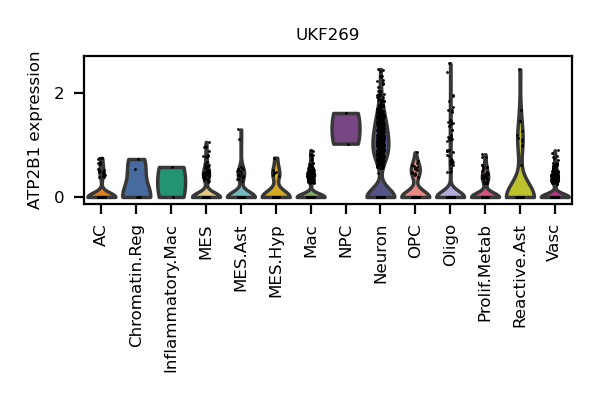 UKF269
ATP2B1 expression
2
0
AC
Chromatin.Reg
Inflammatory.Mac
MES
MES.Ast
MES.Hyp
Mac
NPC
Neuron
OPC
Oligo
Prolif.Metab
Reactive.Ast
Vasc